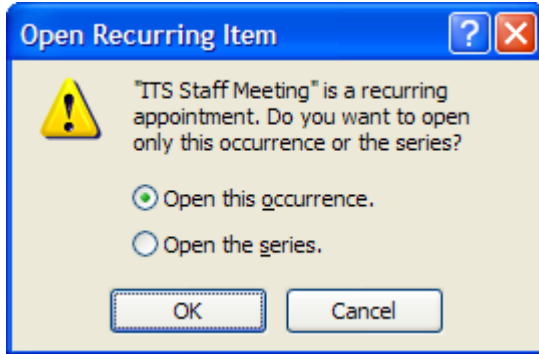 Open Recurring Item
"ITS Staff Meeting" is a recurring
appointment. Do you want to open
only this occurrence or the series?
Open this occurrence.
Open the series.
OK Cancel